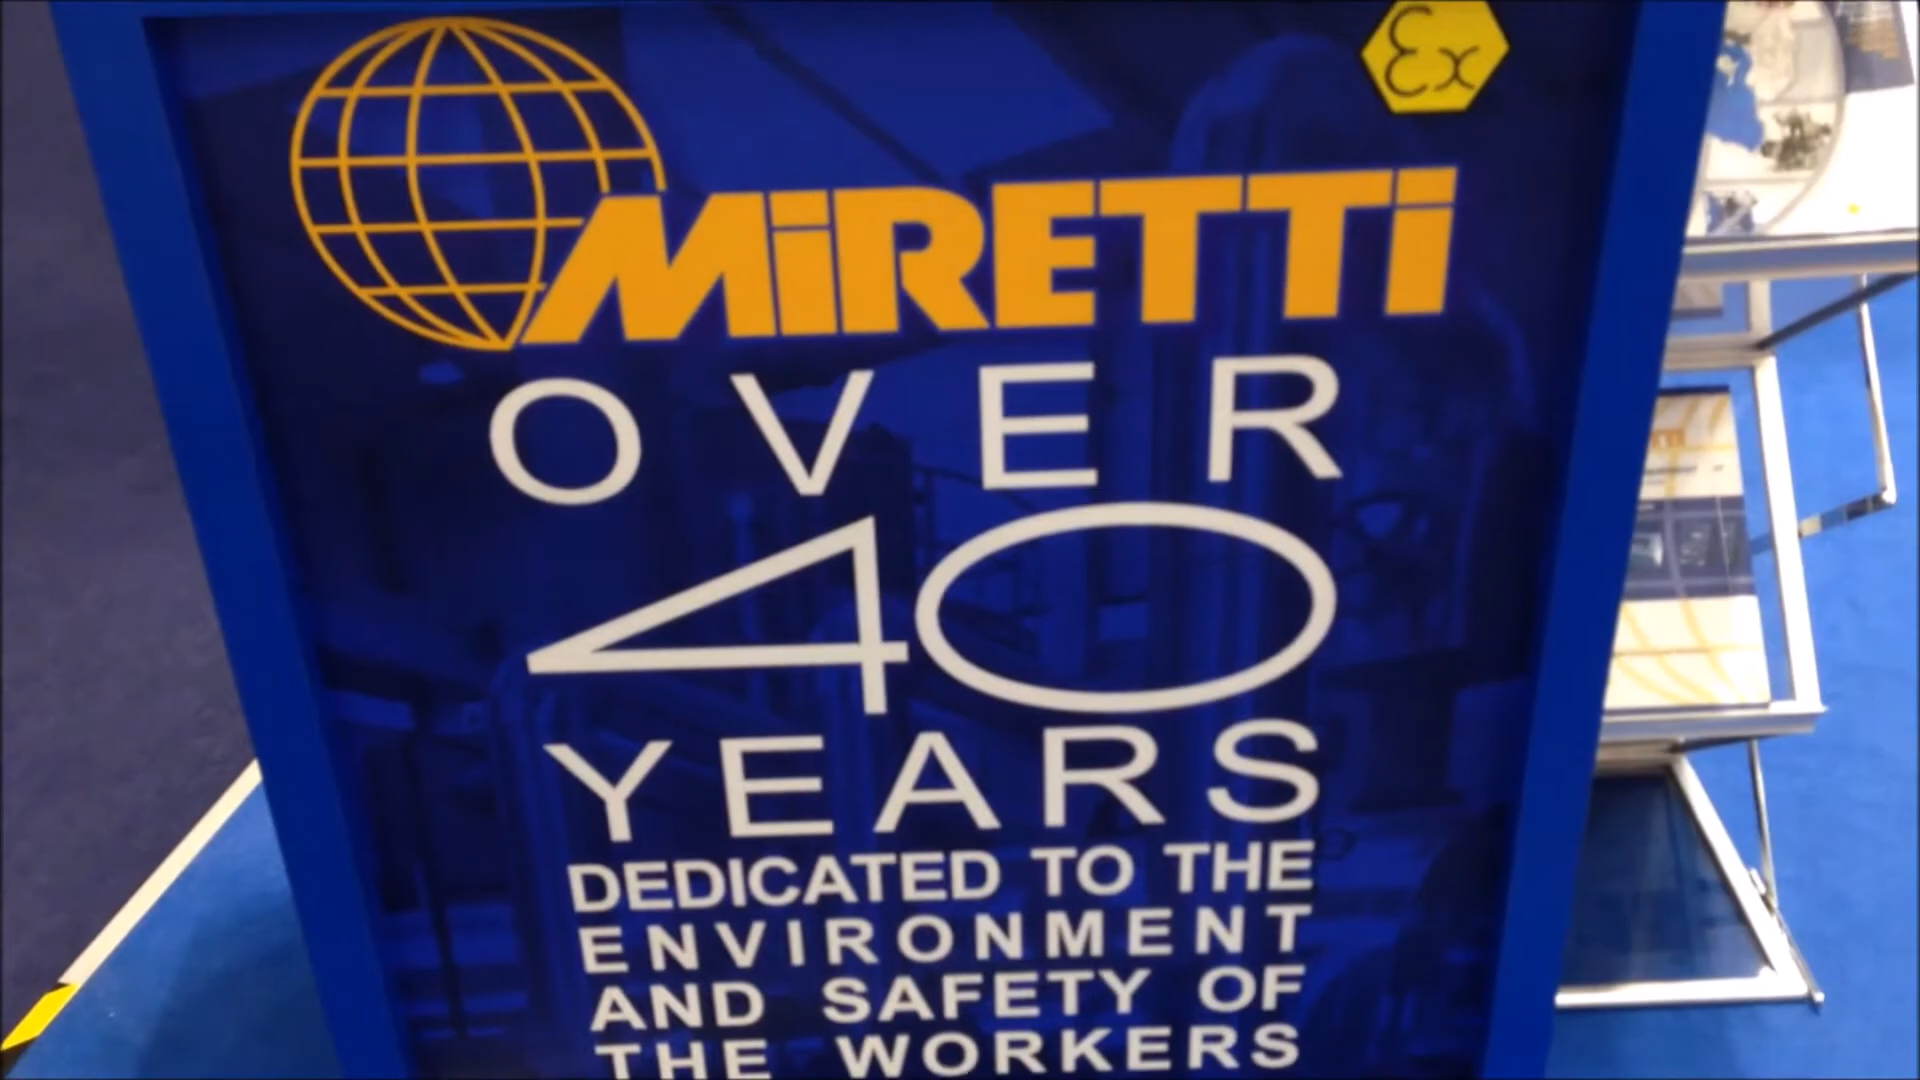 Ex
MiRETTi
OVER
40
YEARS
DEDICATED TO THE
ENVIRONMENT
AND SAFETY OF
THE WORKERS